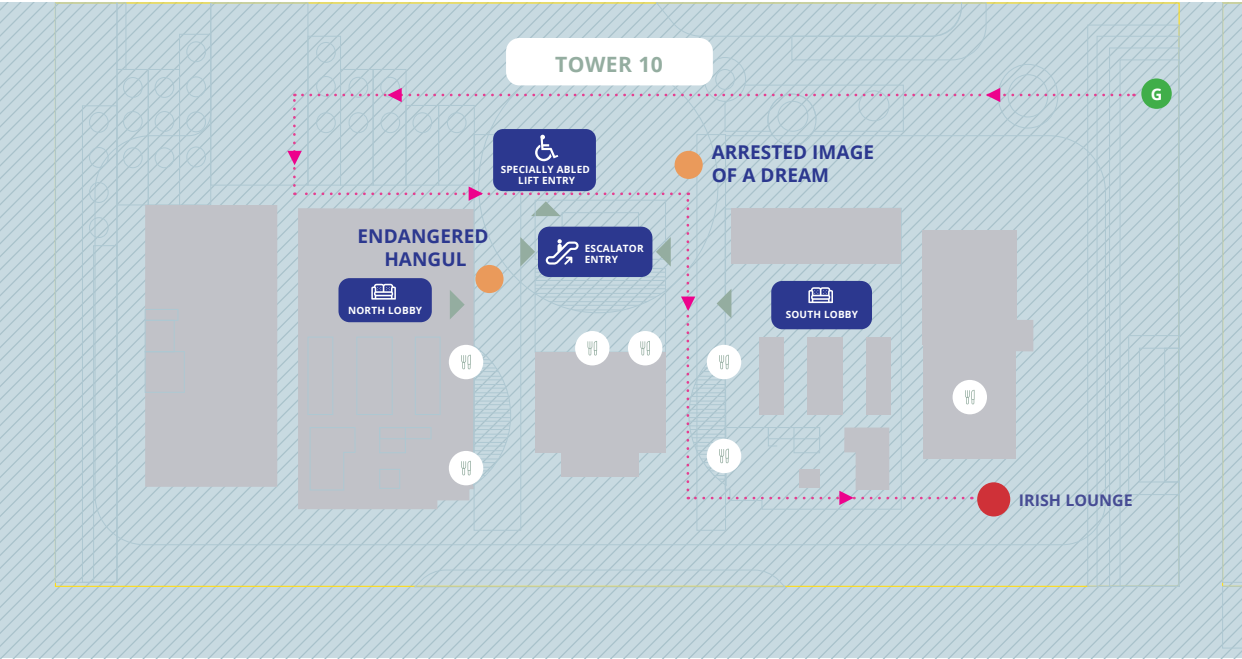 TOWER 10
G
SPECIALLY ABLED
LIFT ENTRY
ARRESTED IMAGE
OF A DREAM
ENDANGERED
HANGUL
ESCALATOR
ENTRY
NORTH LOBBY
SOUTH LOBBY
IRISH LOUNGE